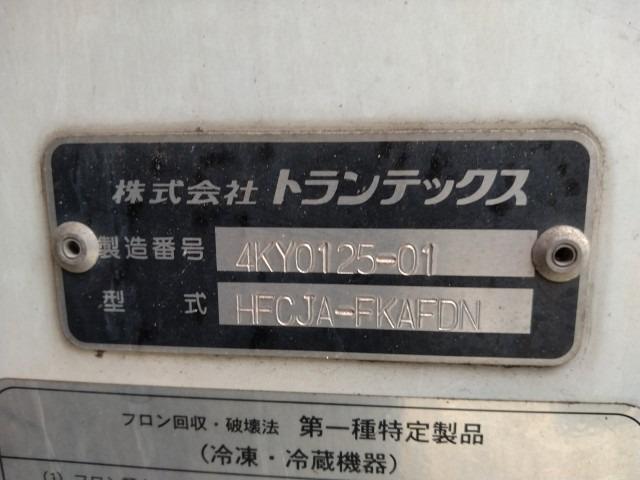 株式会社 トランテックス
製造番号 4KY0125-01
型式 HFCJA-FKAFDN
フロン回収・破壊法 第一種特定製品
(冷凍・冷蔵機器)